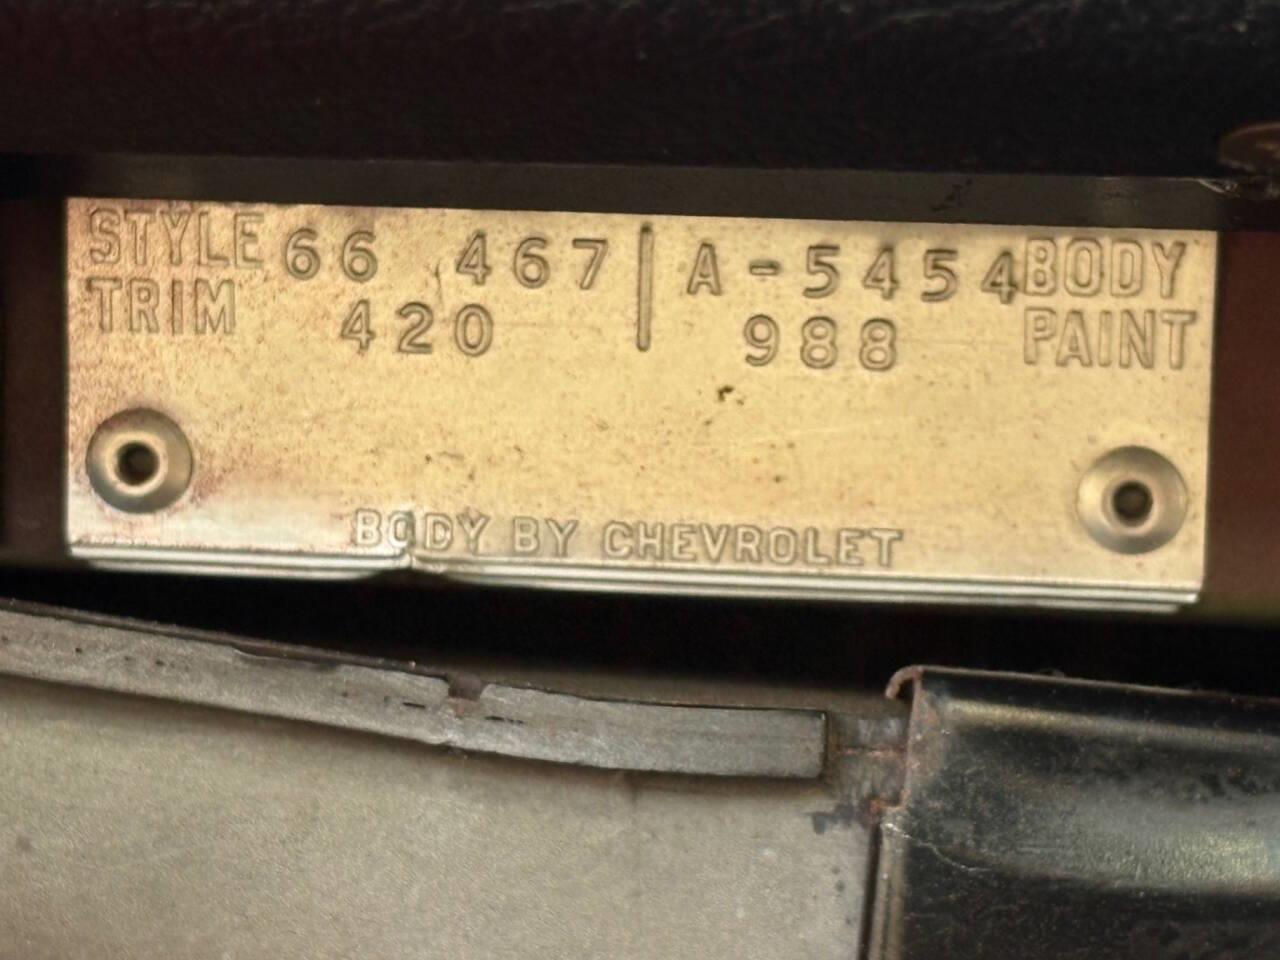 STYLE 66 467 | A-5454 BODY
TRIM 420 988 PAINT
BODY BY CHEVROLET